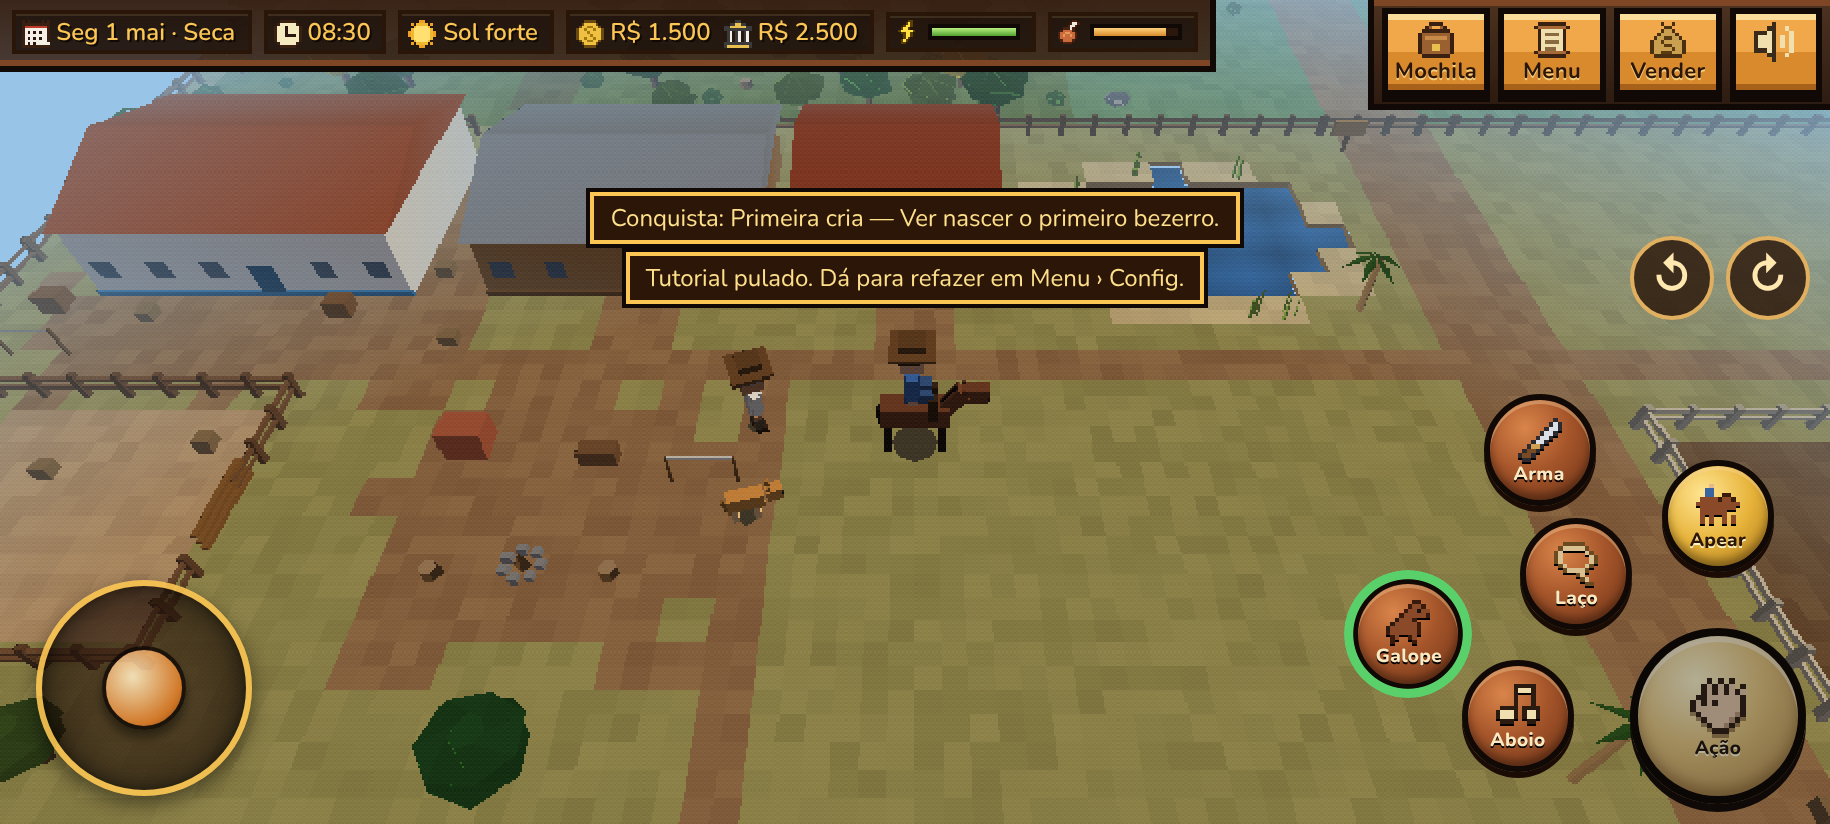 Seg 1 mai · Seca
08:30
Sol forte
R$ 1.500
R$ 2.500
Mochila
Menu
Vender
Conquista: Primeira cria — Ver nascer o primeiro bezerro.
Tutorial pulado. Dá para refazer em Menu › Config.
Arma
Apear
Laço
Galope
Aboio
Ação